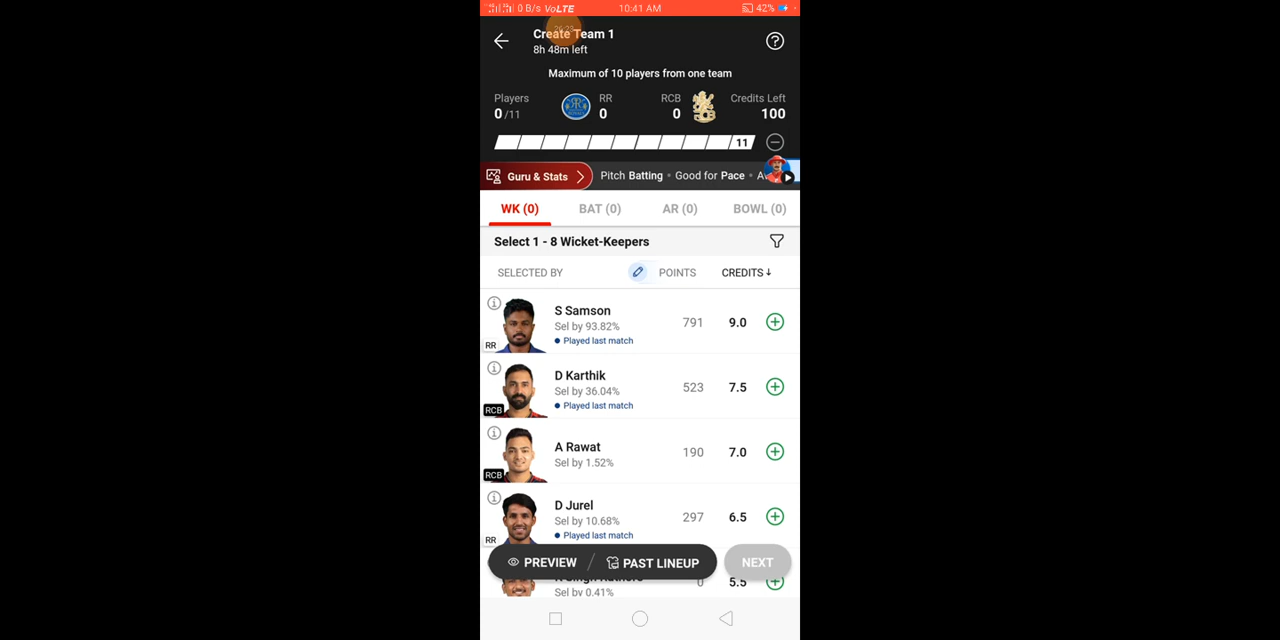 0 B/s VoLTE 10:41 AM 42%
Create Team 1
8h 48m left
Maximum of 10 players from one team
Players RR RCB Credits Left
0/11 0 0 100
11
Guru & Stats Pitch Batting • Good for Pace • A
WK (0) BAT (0) AR (0) BOWL (0)
Select 1 - 8 Wicket-Keepers
SELECTED BY POINTS CREDITS↓
S Samson
Sel by 93.82% 791 9.0
Played last match
RR
D Karthik
Sel by 36.04% 523 7.5
Played last match
RCB
A Rawat
Sel by 1.52% 190 7.0
RCB
D Jurel
Sel by 10.68% 297 6.5
Played last match
RR
PREVIEW / PAST LINEUP NEXT
0 5.5
Sel by 0.41%